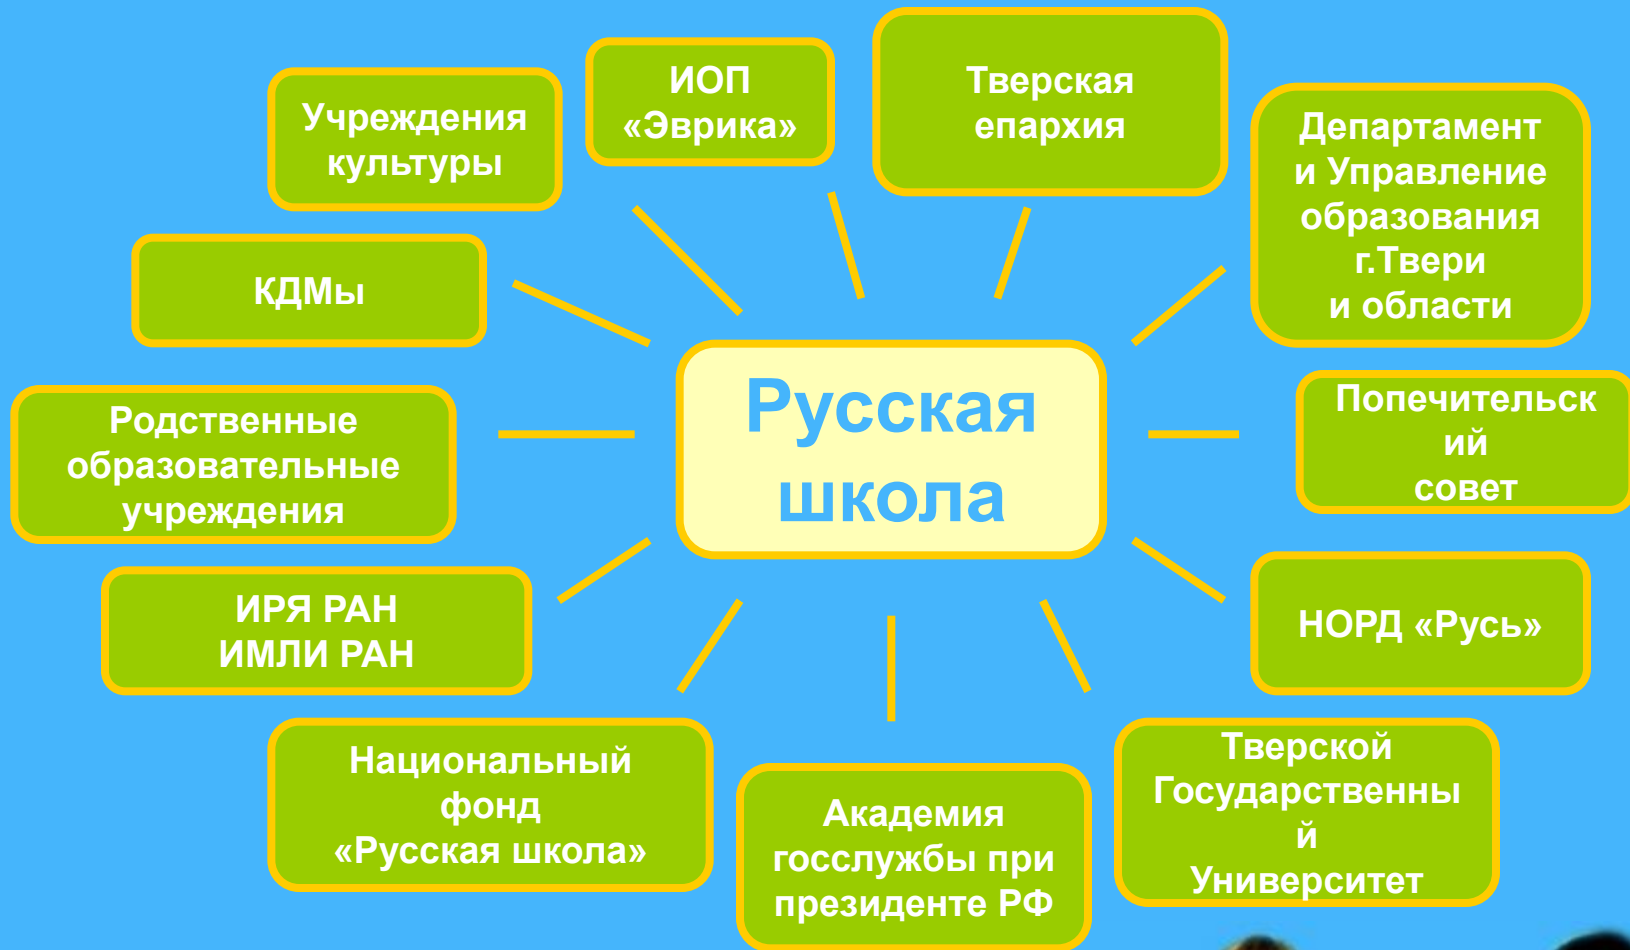 ИОП
«Эврика»
Тверская
епархия
Учреждения
культуры
Департамент
и Управление
образования
г.Твери
и области
КДМы
Русская
школа
Попечительск
ий
совет
Родственные
образовательные
учреждения
ИРЯ РАН
ИМЛИ РАН
НОРД «Русь»
Национальный
фонд
«Русская школа»
Академия
госслужбы при
президенте РФ
Тверской
Государственны
й
Университет